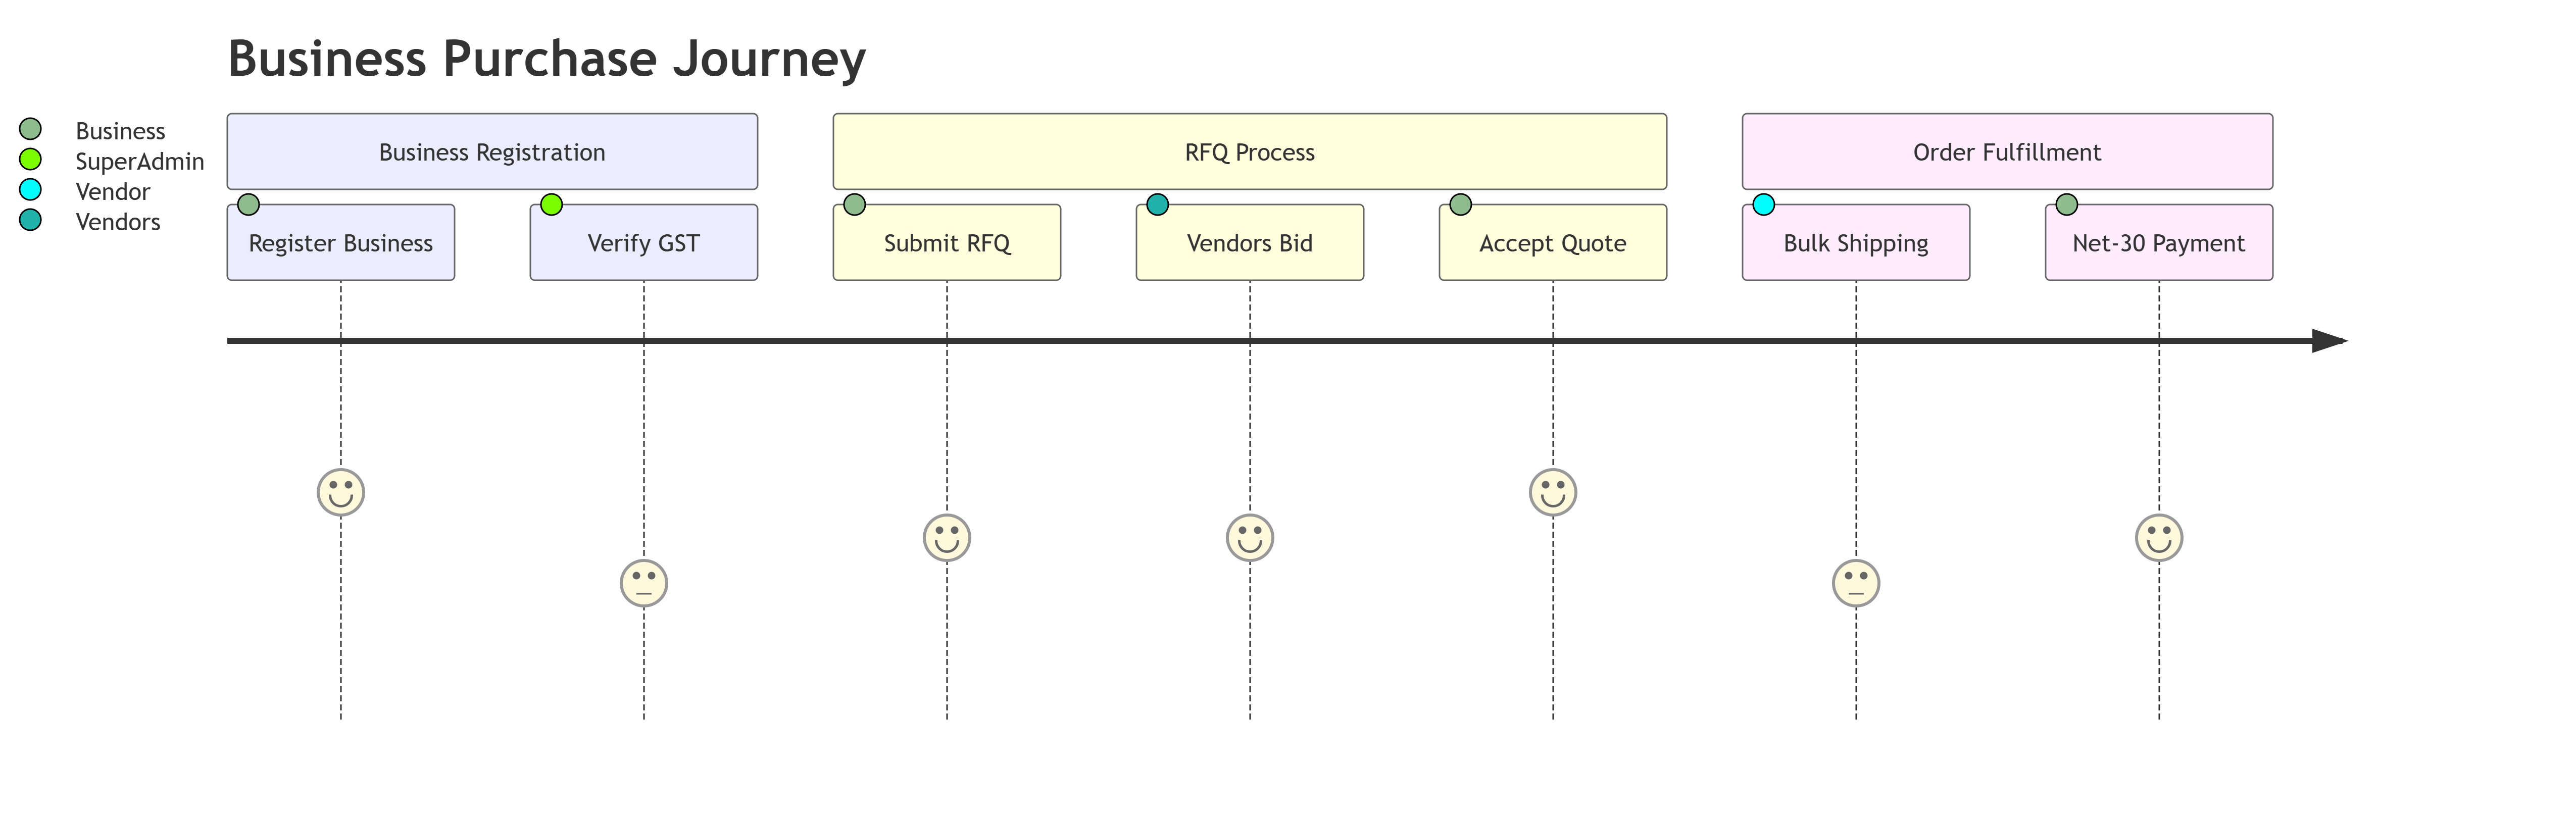 Business Purchase Journey
Business
SuperAdmin
Vendor
Vendors
Business Registration
RFQ Process
Order Fulfillment
Register Business
Verify GST
Submit RFQ
Vendors Bid
Accept Quote
Bulk Shipping
Net-30 Payment